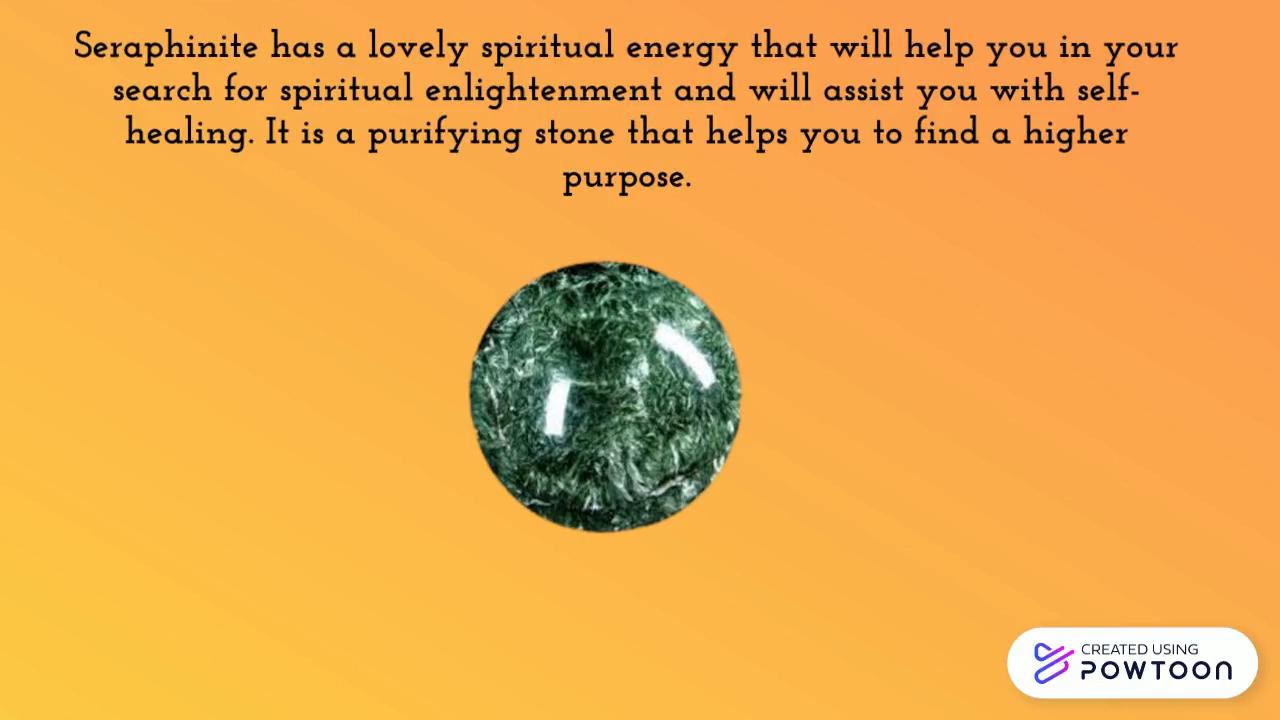 Seraphinite has a lovely spiritual energy that will help you in your
search for spiritual enlightenment and will assist you with self-
healing. It is a purifying stone that helps you to find a higher
purpose.
CREATED USING
POWTOON